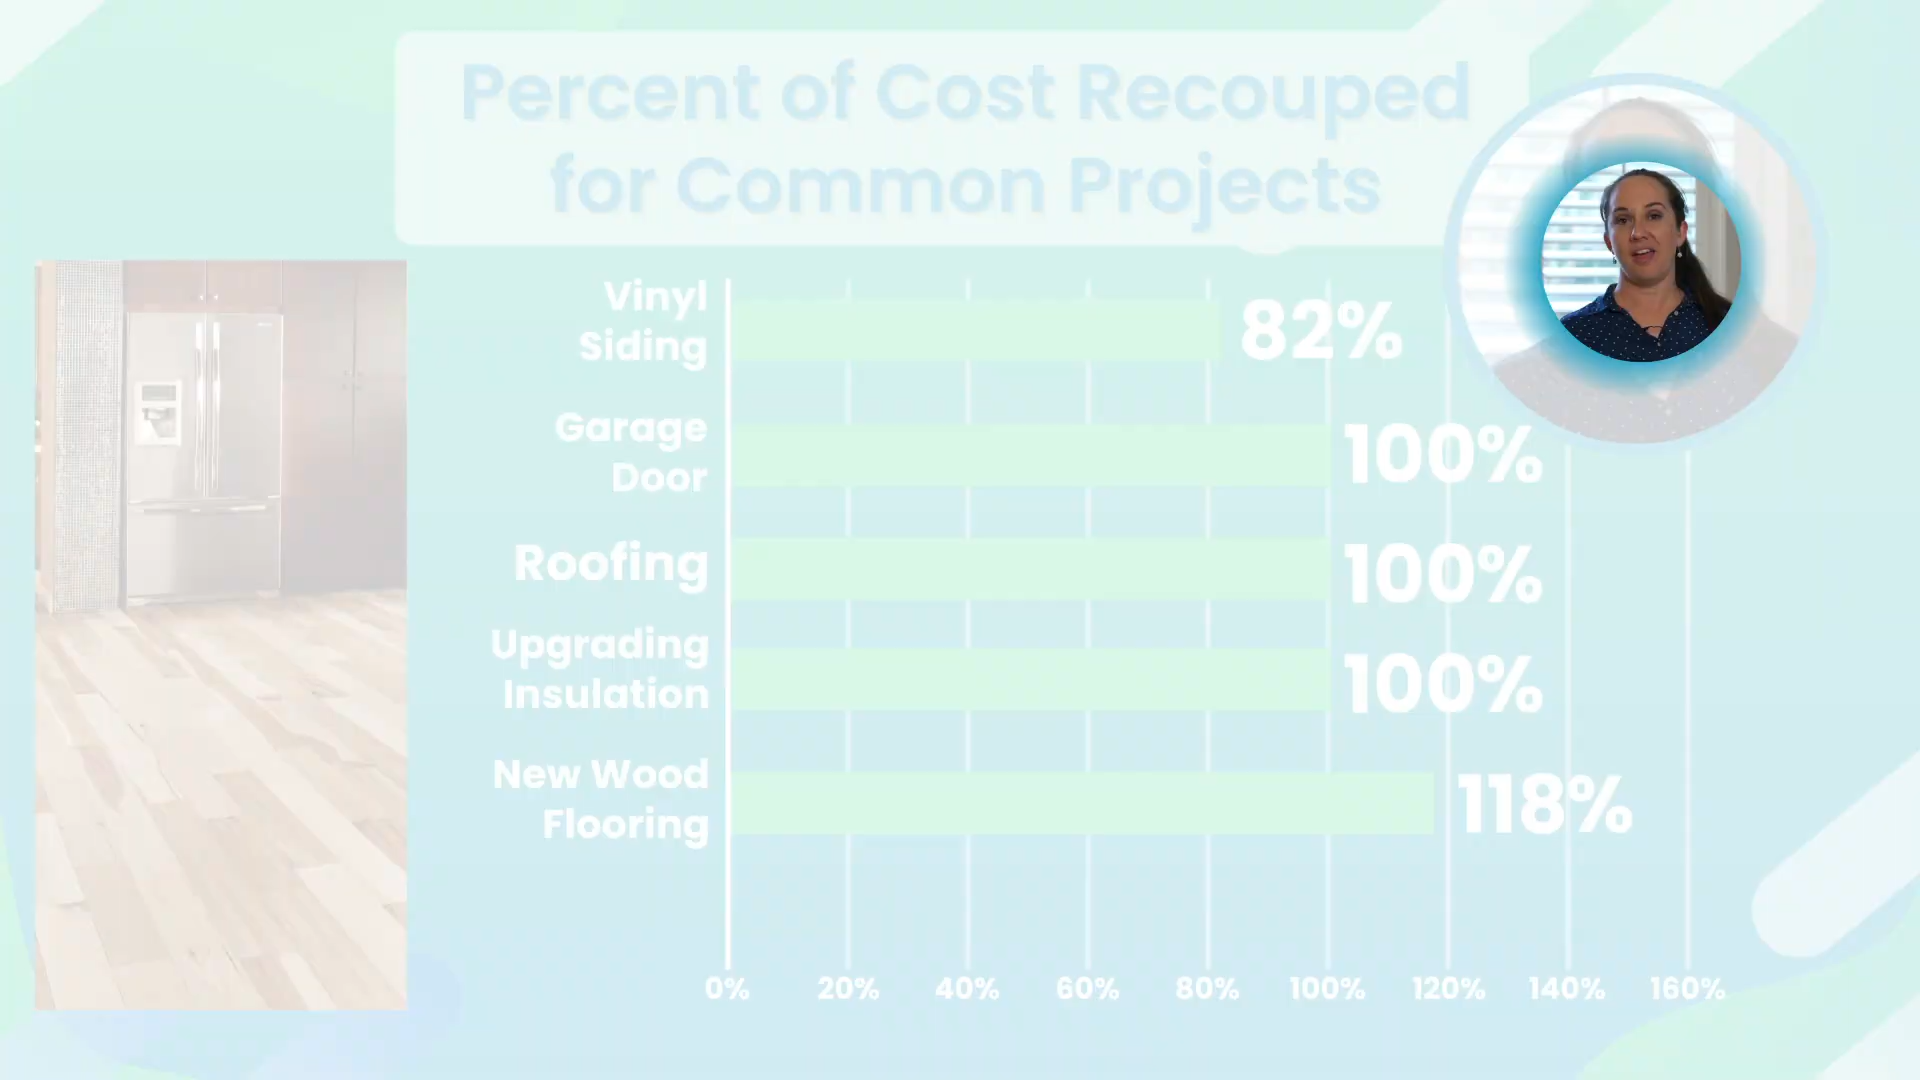 Percent of Cost Recouped
for Common Projects
Vinyl
Siding
82%
Garage
Door
100%
Roofing
100%
Upgrading
Insulation
100%
New Wood
Flooring
118%
0% 20% 40% 60% 80% 100% 120% 140% 160%